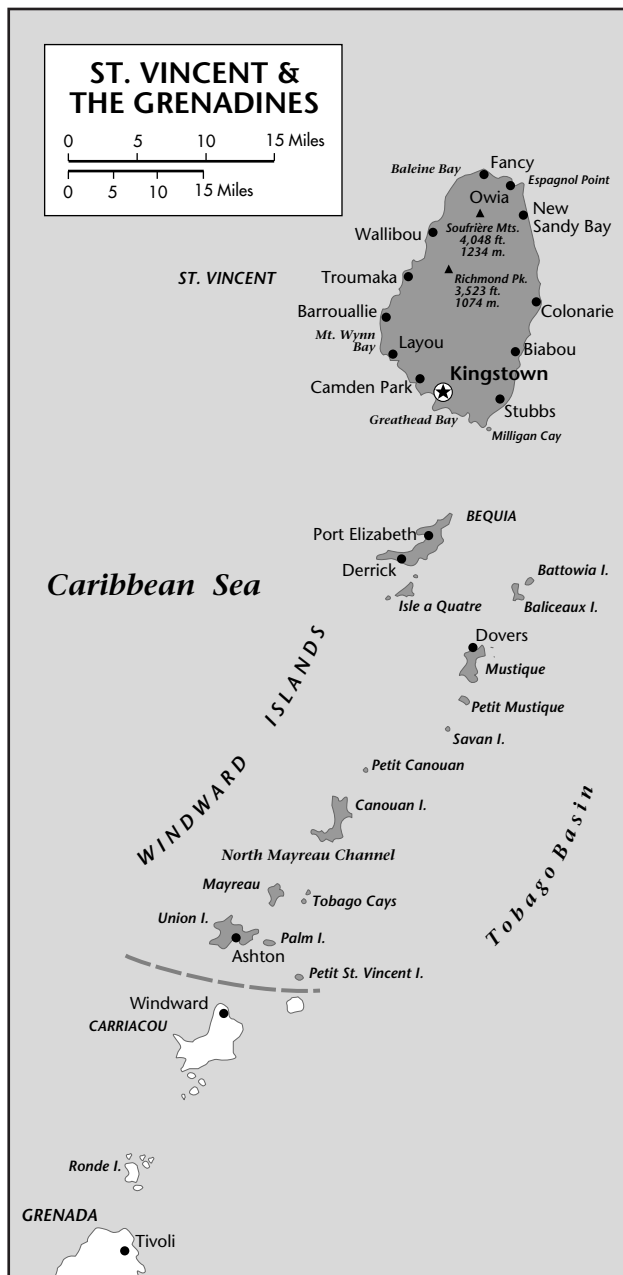 ST. VINCENT &
THE GRENADINES
0 5 10 15 Miles
0 5 10 15 Miles
Baleine Bay
Fancy
Espagnol Point
Owia
New
Sandy Bay
Soufrière Mts.
4,048 ft.
1234 m.
Wallibou
ST. VINCENT
Troumaka
Richmond Pk.
3,523 ft.
1074 m.
Barrouallie
Colonarie
Mt. Wynn
Bay
Layou
Biabou
Camden Park
Kingstown
Stubbs
Greathead Bay
Milligan Cay
BEQUIA
Port Elizabeth
Derrick
Battowia I.
Caribbean Sea
Isle a Quatre
Baliceaux I.
Dovers
Mustique
WINDWARD ISLANDS
Petit Mustique
Savan I.
Petit Canouan
Canouan I.
Tobago Basin
North Mayreau Channel
Mayreau
Tobago Cays
Union I.
Palm I.
Ashton
Petit St. Vincent I.
Windward
CARRIACOU
Ronde I.
GRENADA
Tivoli